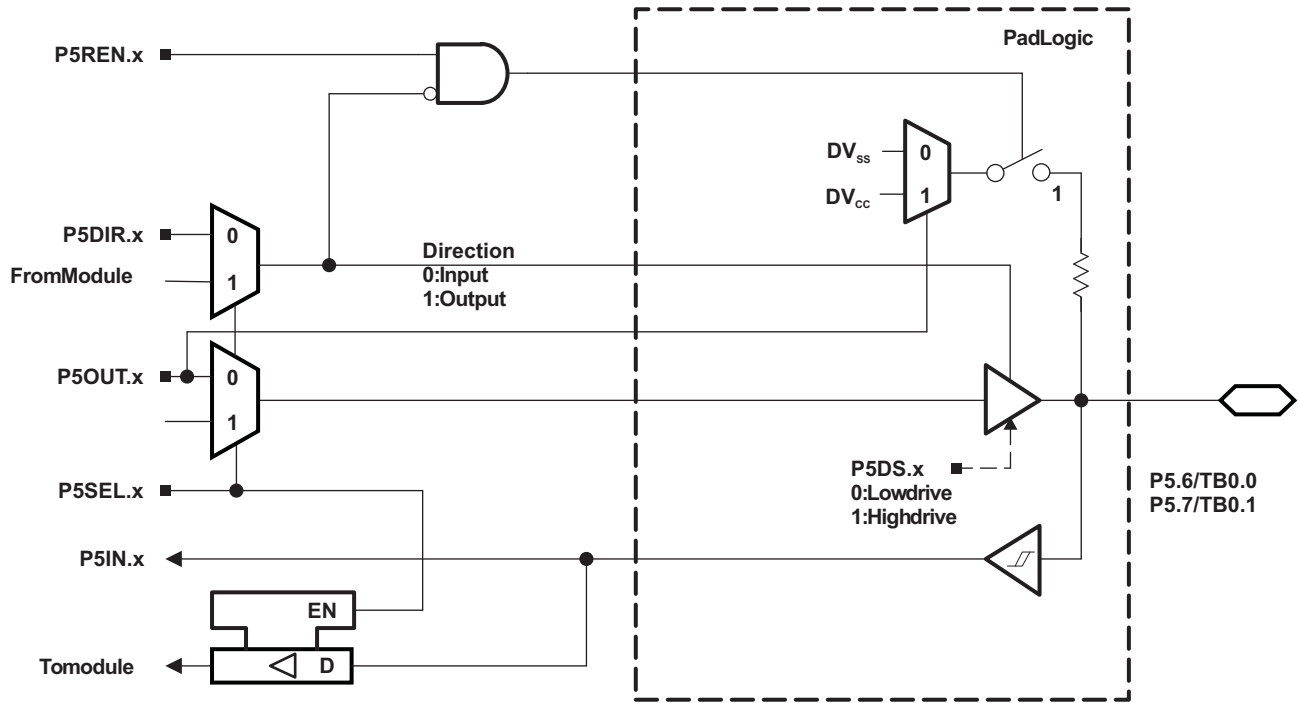 PadLogic
P5REN.x
DVss
0
DVcc
1
1
P5DIR.x
0
FromModule
1
Direction
0:Input
1:Output
P5OUT.x
0
1
P5DS.x
0:Lowdrive
1:Highdrive
P5.6/TB0.0
P5.7/TB0.1
P5SEL.x
P5IN.x
EN
Tomodule
D